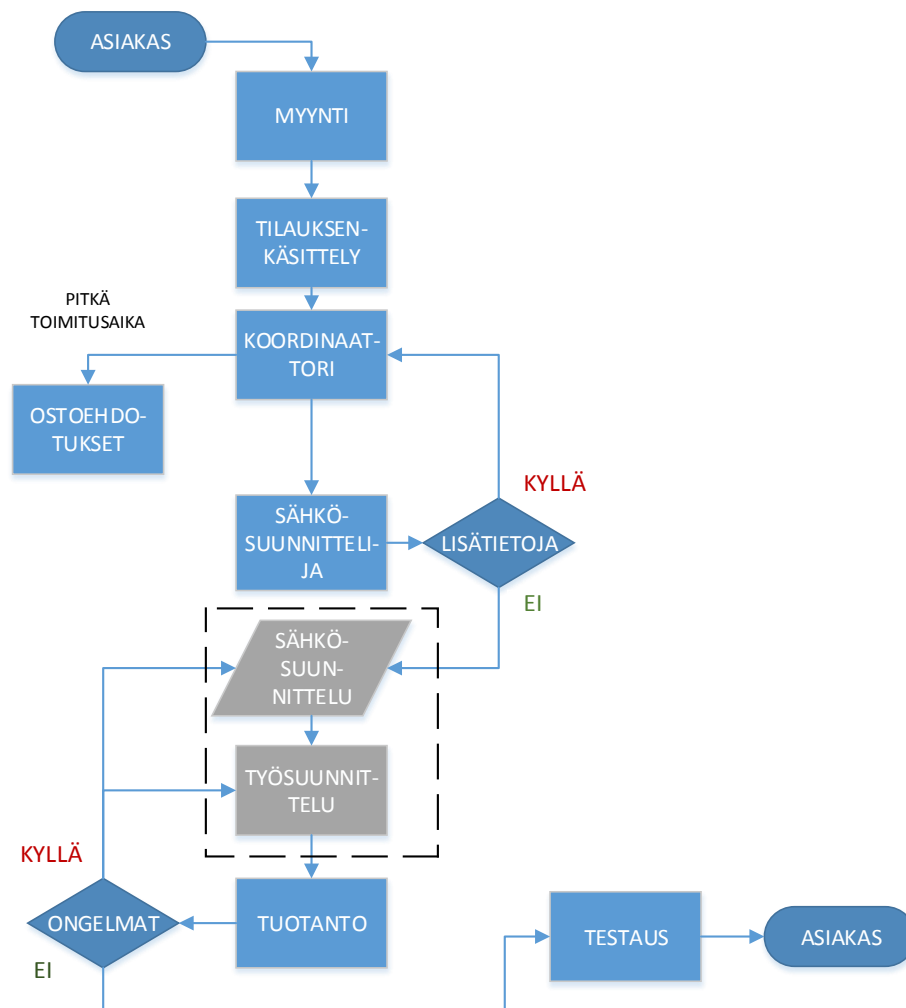 ASIAKAS
MYYNTI
TILAUKSEN-
KÄSITTELY
PITKÄ
TOIMITUSAIKA
KOORDINAAT-
TORI
OSTOEHDO-
TUKSET
KYLLÄ
SÄHKÖ-
SUUNNITTELI-
JA
LISÄTIETOJA
EI
SÄHKÖ-
SUUN-
NITTELU
TYÖSUUNNIT-
TELU
KYLLÄ
ONGELMAT
TUOTANTO
TESTAUS
ASIAKAS
EI